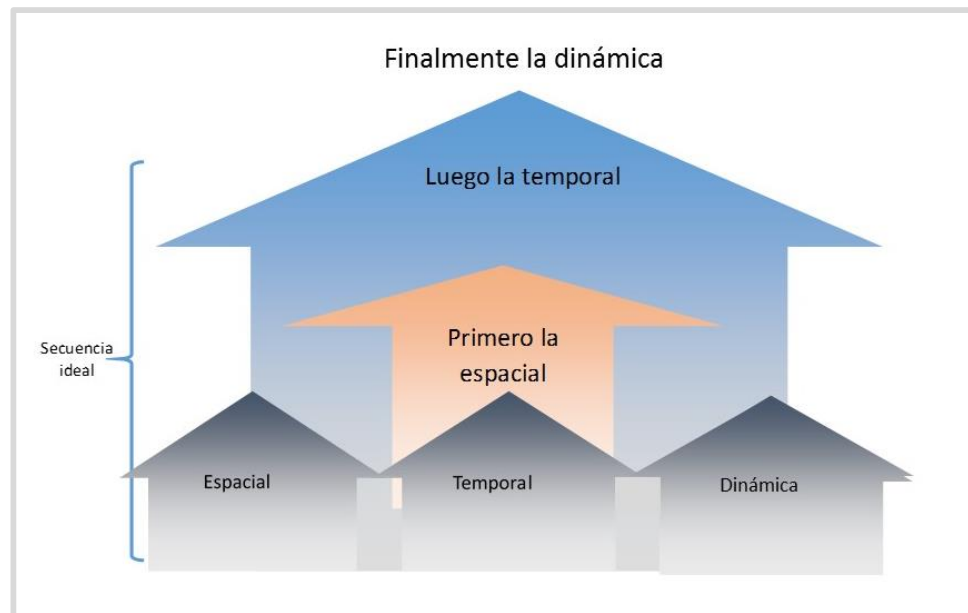 Finalmente la dinámica
Luego la temporal
Primero la
espacial
Secuencia
ideal
Espacial
Temporal
Dinámica